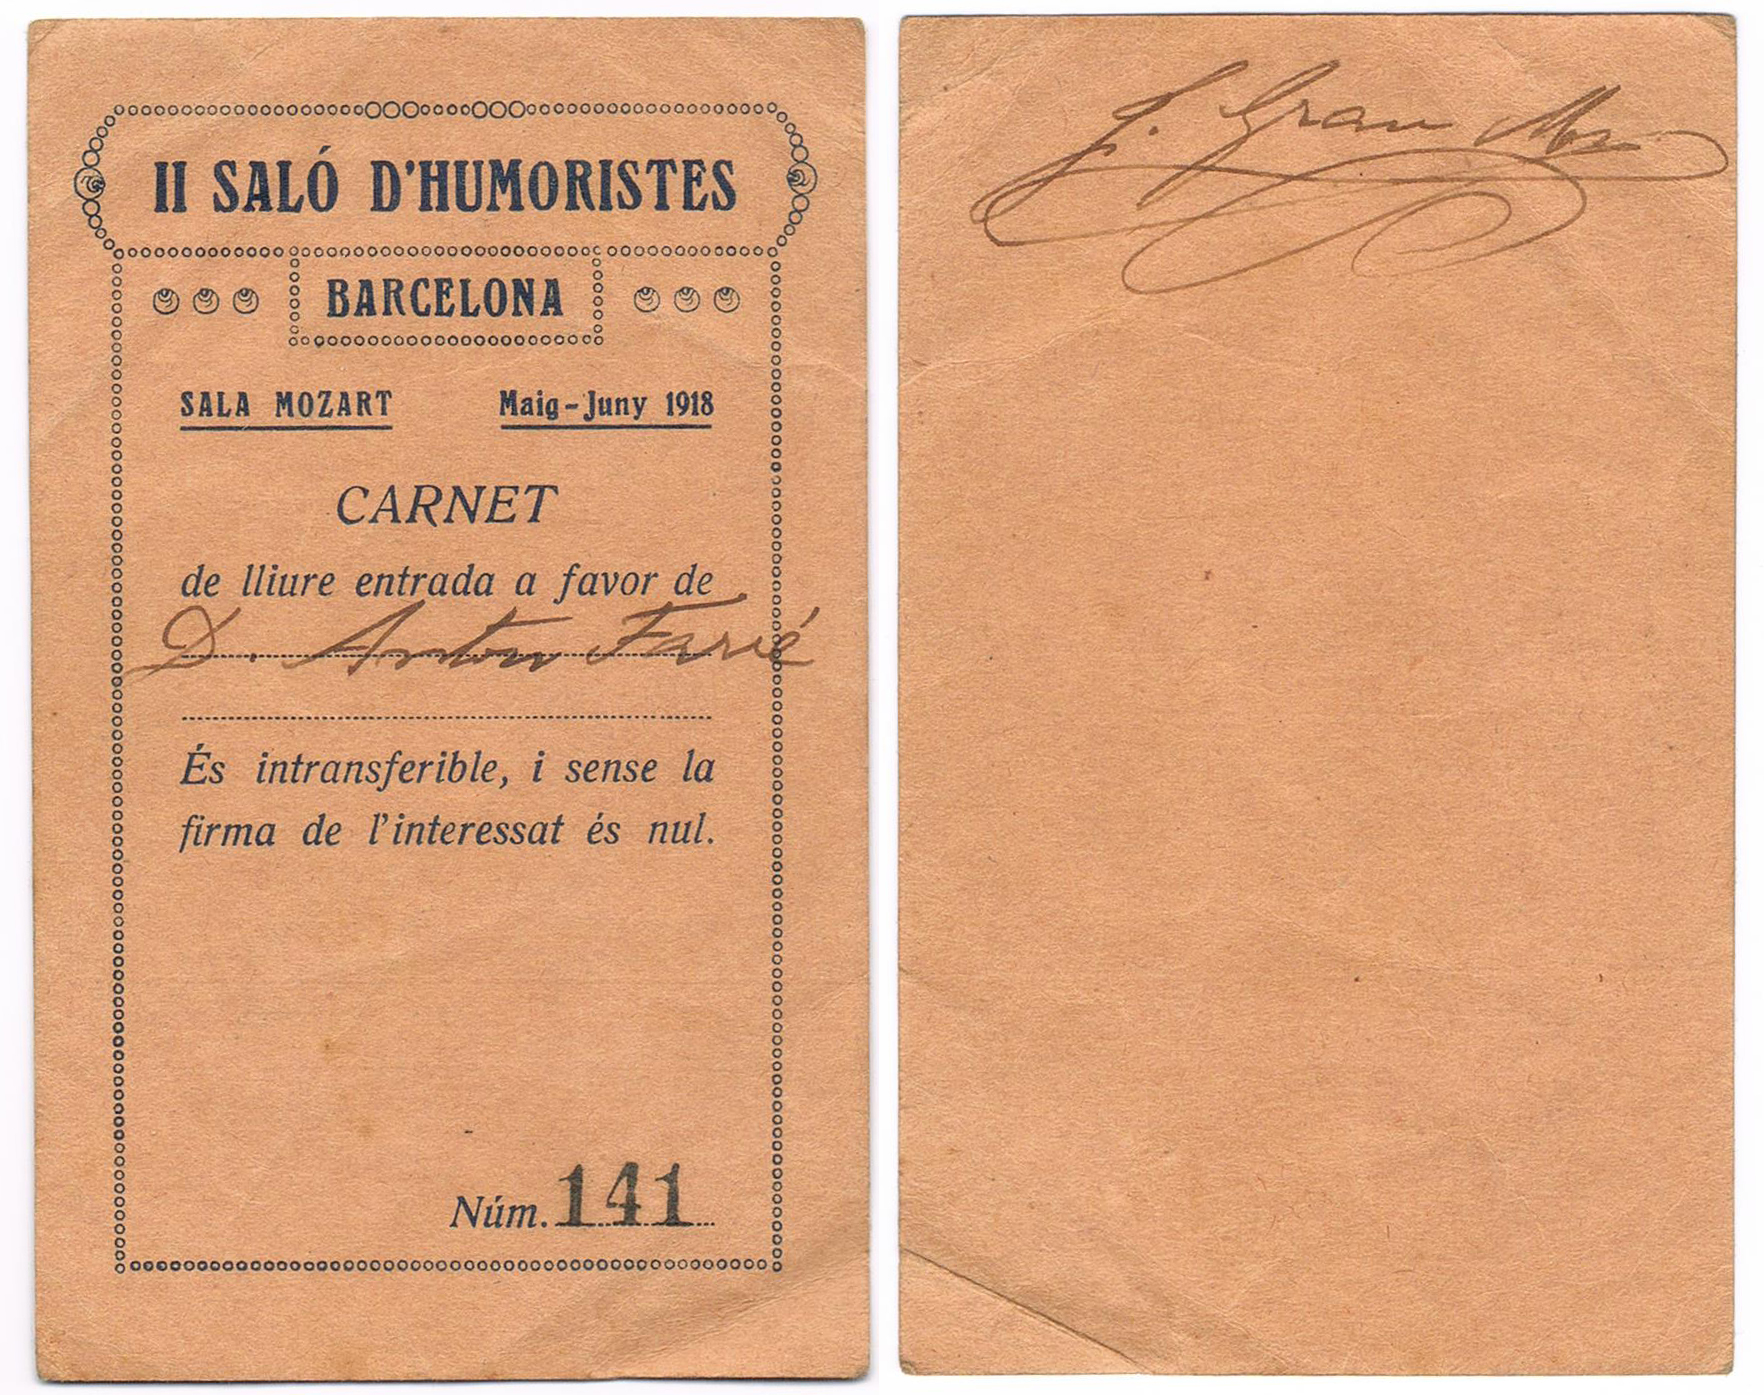 II SALÓ D'HUMORISTES
BARCELONA
SALA MOZART Maig-Juny 1918
CARNET
de lliure entrada a favor de
D. Anton Farré
És intransferible, i sense la
firma de l'interessat és nul.
Núm. 141
J. Grau